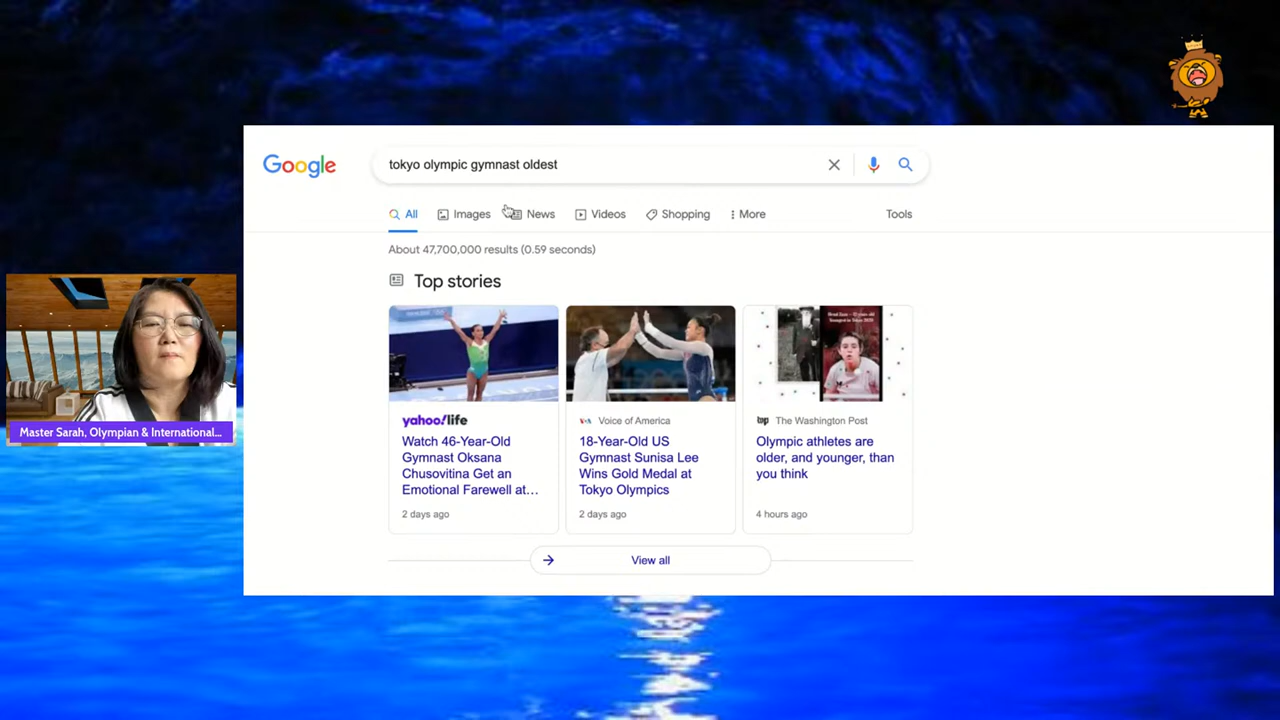 Google
tokyo olympic gymnast oldest
All
Images
News
Videos
Shopping
More
Tools
About 47,700,000 results (0.59 seconds)
Top stories
yahoo!life
Watch 46-Year-Old
Gymnast Oksana
Chusovitina Get an
Emotional Farewell at...
2 days ago
VOA
Voice of America
18-Year-Old US
Gymnast Sunisa Lee
Wins Gold Medal at
Tokyo Olympics
2 days ago
top
The Washington Post
Olympic athletes are
older, and younger, than
you think
4 hours ago
View all
Master Sarah, Olympian & International...